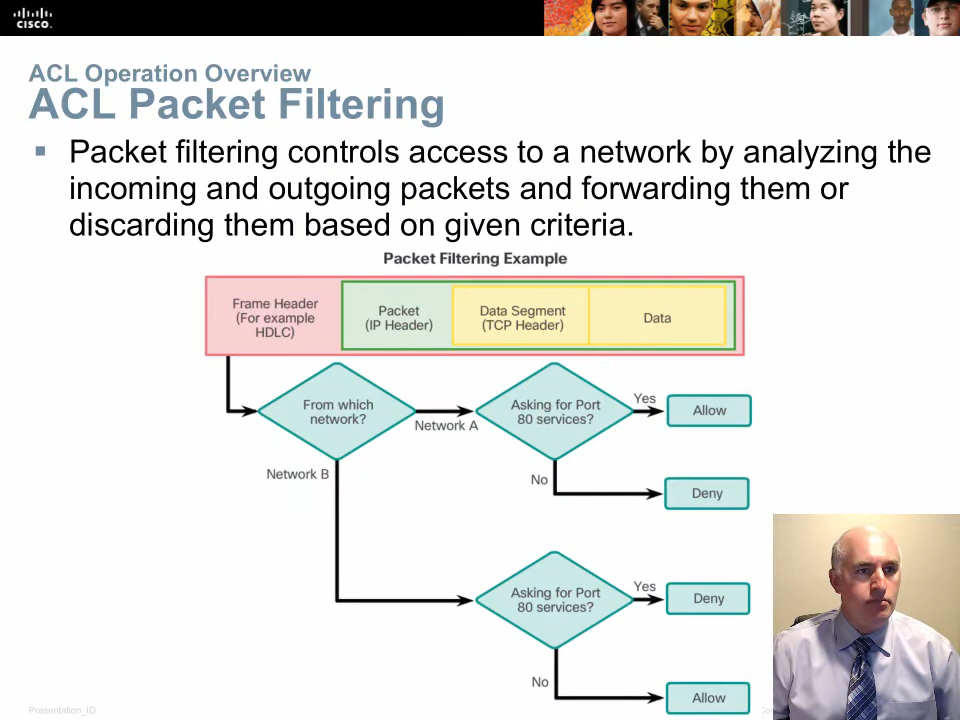 CISCO
ACL Operation Overview
ACL Packet Filtering
Packet filtering controls access to a network by analyzing the
incoming and outgoing packets and forwarding them or
discarding them based on given criteria.
Packet Filtering Example
Frame Header
(For example
HDLC)
Packet
(IP Header)
Data Segment
(TCP Header)
Data
From which
network?
Network A
Asking for Port
80 services?
Yes
Allow
No
Deny
Network B
Asking for Port
80 services?
Yes
Deny
No
Allow
Presentation_ID